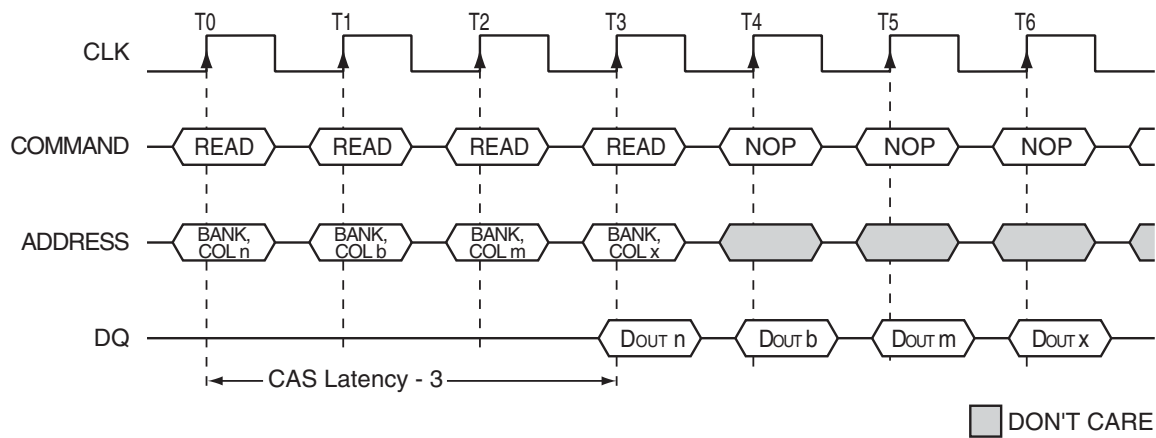 T0 T1 T2 T3 T4 T5 T6
CLK
COMMAND READ READ READ READ NOP NOP NOP
ADDRESS BANK, COL n BANK, COL b BANK, COL m BANK, COL x
DQ DOUT n DOUT b DOUT m DOUT x
CAS Latency - 3
DON'T CARE